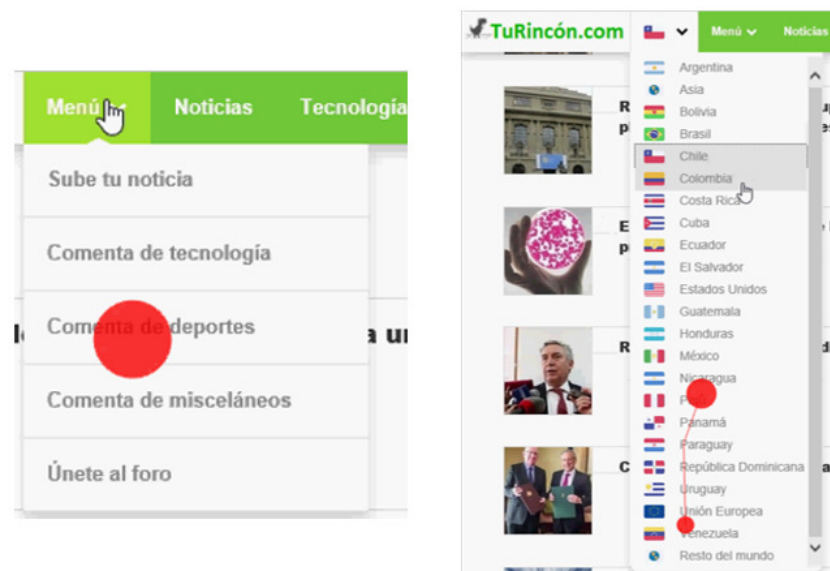 Menú
Noticias
Tecnología
Sube tu noticia
Comenta de tecnología
Comenta de deportes
Comenta de misceláneos
Únete al foro
a un
TuRincón.com
Menú
Noticias
Argentina
Asia
Bolivia
Brasil
Chile
Colombia
Costa Rica
Cuba
Ecuador
El Salvador
Estados Unidos
Guatemala
Honduras
México
Nicaragua
Perú
Panamá
Paraguay
República Dominicana
Uruguay
Unión Europea
Venezuela
Resto del mundo